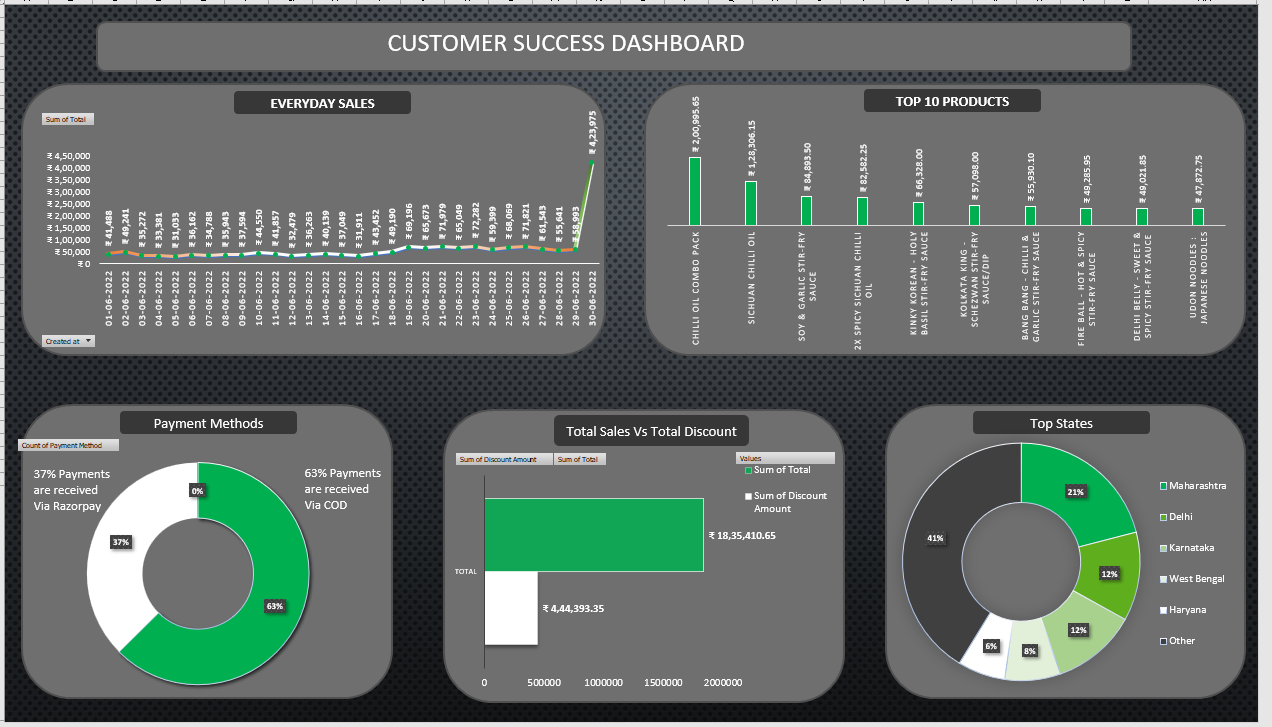 CUSTOMER SUCCESS DASHBOARD
EVERYDAY SALES
Sum of Total
₹ 4,50,000
₹ 4,00,000
₹ 3,50,000
₹ 3,00,000
₹ 2,50,000
₹ 2,00,000
₹ 1,50,000
₹ 1,00,000
₹ 50,000
₹ 0
₹ 41,488
₹ 49,241
₹ 35,272
₹ 33,381
₹ 31,033
₹ 36,162
₹ 34,788
₹ 35,943
₹ 37,594
₹ 44,550
₹ 41,857
₹ 32,479
₹ 36,263
₹ 40,139
₹ 37,049
₹ 31,911
₹ 43,452
₹ 49,190
₹ 69,196
₹ 65,673
₹ 71,979
₹ 65,049
₹ 72,282
₹ 59,399
₹ 68,069
₹ 71,821
₹ 61,543
₹ 55,641
₹ 58,993
₹ 4,23,975
01-06-2022
02-06-2022
03-06-2022
04-06-2022
05-06-2022
06-06-2022
07-06-2022
08-06-2022
09-06-2022
10-06-2022
11-06-2022
12-06-2022
13-06-2022
14-06-2022
15-06-2022
16-06-2022
17-06-2022
18-06-2022
19-06-2022
20-06-2022
21-06-2022
22-06-2022
23-06-2022
24-06-2022
25-06-2022
26-06-2022
27-06-2022
28-06-2022
29-06-2022
30-06-2022
Created at
TOP 10 PRODUCTS
₹ 2,00,995.65
₹ 1,28,306.15
₹ 84,893.50
₹ 82,582.25
₹ 66,328.00
₹ 57,098.00
₹ 55,930.10
₹ 49,285.95
₹ 49,021.85
₹ 47,872.75
CHILLI OIL COMBO PACK
SICHUAN CHILLI OIL
SOY & GARLIC STIR-FRY
SAUCE
2X SPICY SICHUAN CHILLI
OIL
KINKY KOREAN - HOLY
BASIL STIR-FRY SAUCE
KOLKATA KING -
SCHEZWAN STIR-FRY
SAUCE/DIP
BANG BANG - CHILLI &
GARLIC STIR-FRY SAUCE
FIRE BALL - HOT & SPICY
STIR-FRY SAUCE
DELHI BELLY - SWEET &
SPICY STIR-FRY SAUCE
UDON NOODLES :
JAPANESE NOODLES
Payment Methods
Count of Payment Method
37% Payments
are received
Via Razorpay
63% Payments
are received
Via COD
0%
37%
63%
Total Sales Vs Total Discount
Sum of Discount Amount
Sum of Total
Values
Sum of Total
Sum of Discount
Amount
₹ 18,35,410.65
TOTAL
₹ 4,44,393.35
0
500000
1000000
1500000
2000000
Top States
21%
41%
12%
12%
6%
8%
Maharashtra
Delhi
Karnataka
West Bengal
Haryana
Other